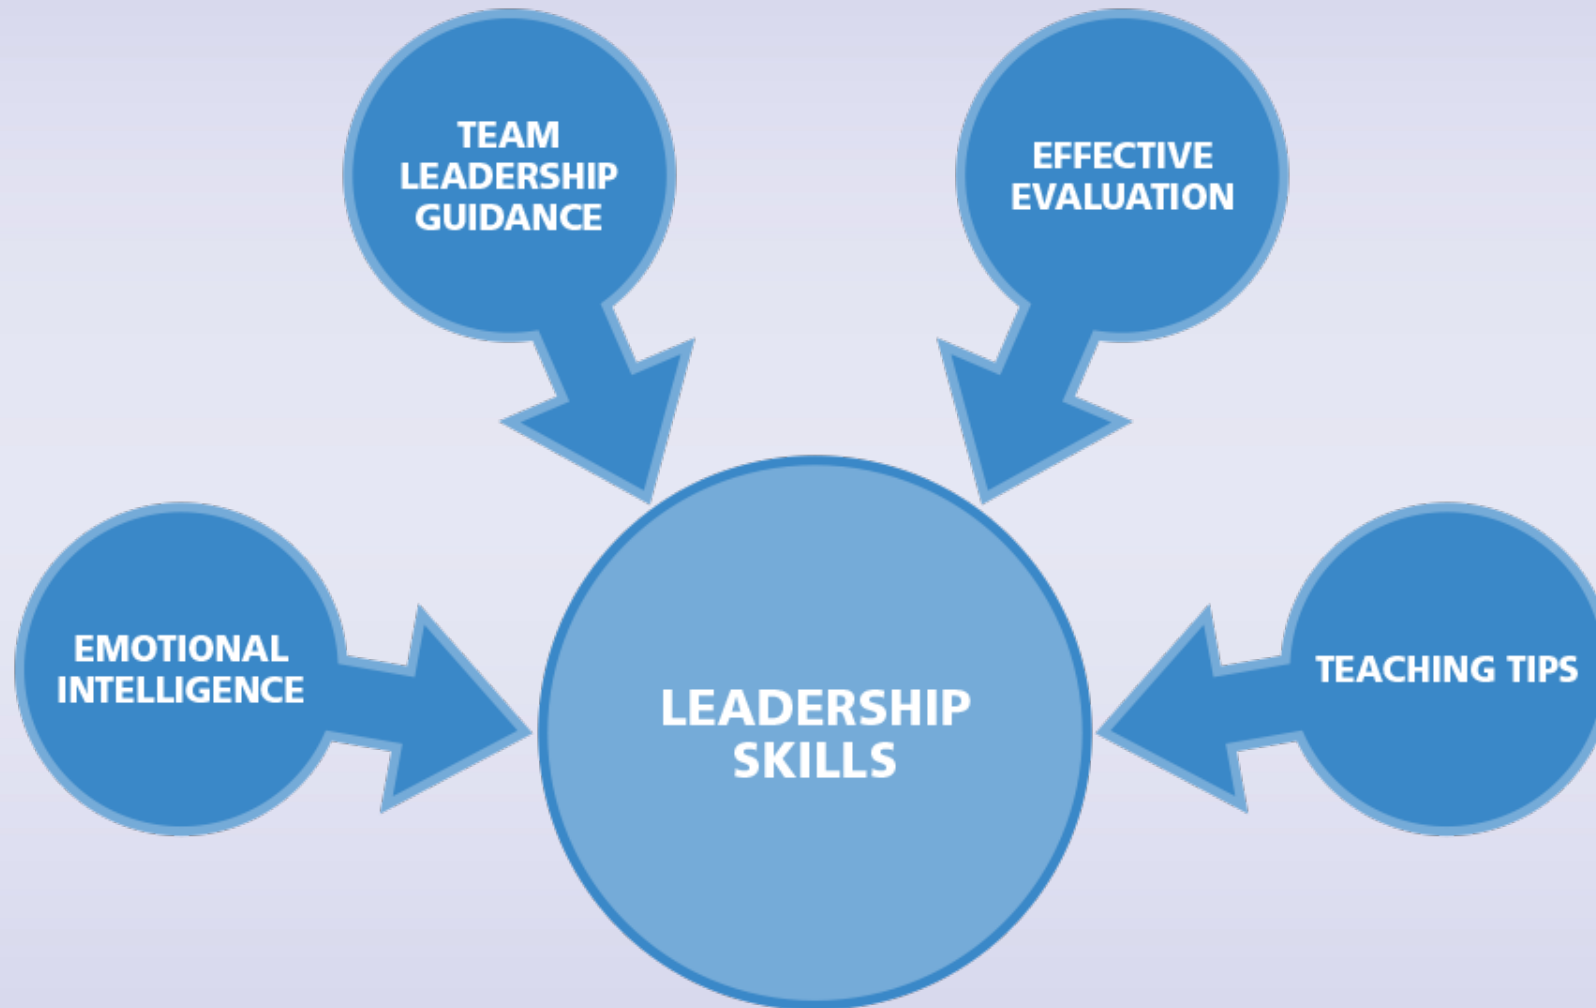 TEAM
LEADERSHIP
GUIDANCE
EFFECTIVE
EVALUATION
EMOTIONAL
INTELLIGENCE
TEACHING TIPS
LEADERSHIP
SKILLS